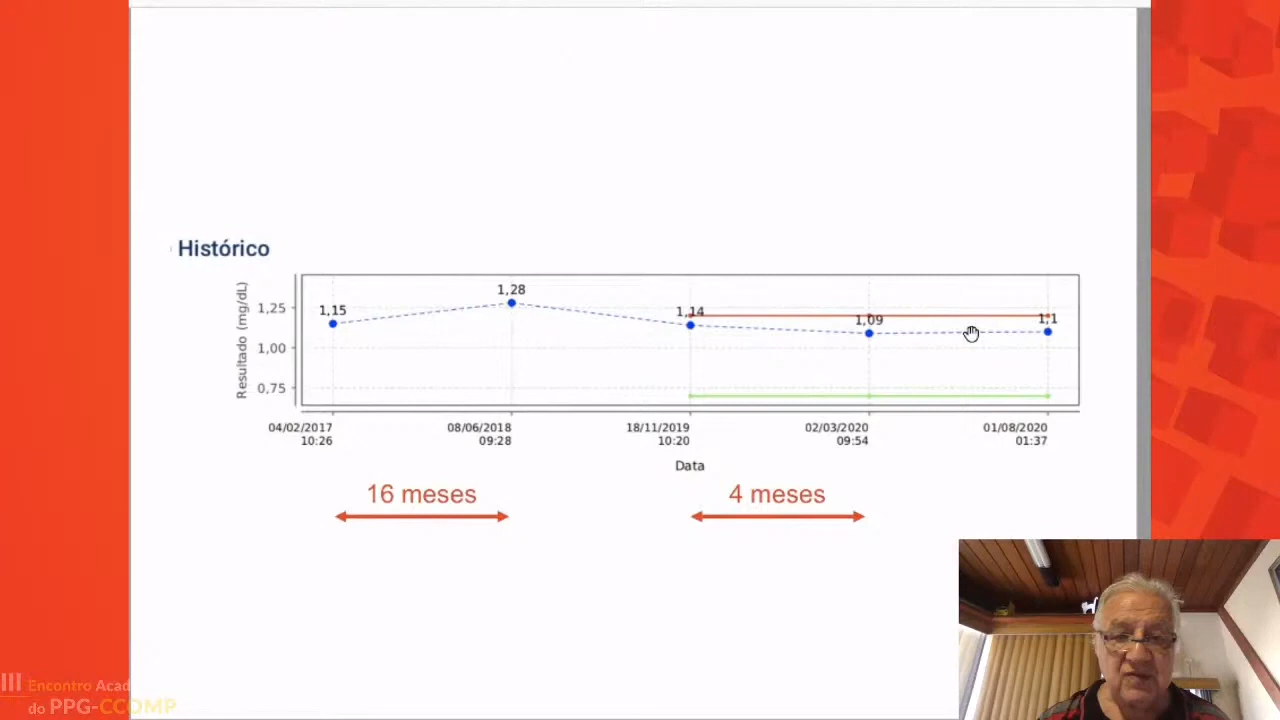 Histórico
Resultado (mg/dL)
1,25
1,00
0,75
1,15
1,28
1,14
1,09
1,1
04/02/2017
10:26
08/06/2018
09:28
18/11/2019
10:20
02/03/2020
09:54
01/08/2020
01:37
Data
16 meses
4 meses
III Encontro Acad
do PPG-CCOMP